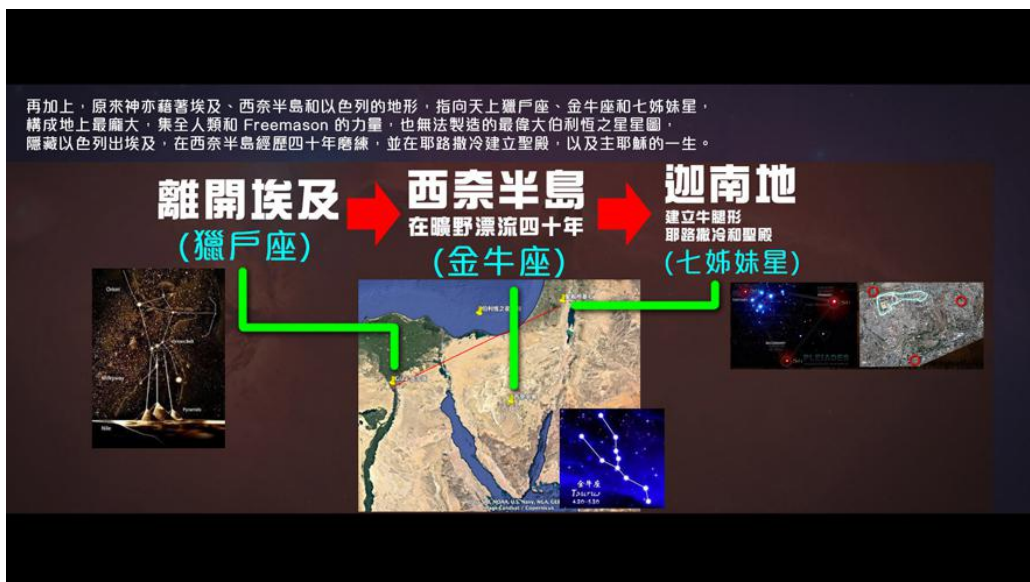 再加上，原來神亦藉著埃及、西奈半島和以色列的地形，指向天上獵戶座、金牛座和七姊妹星，
構成地上最龐大，集全人類和 Freemason 的力量，也無法製造的最偉大伯利恆之星星圖，
隱藏以色列出埃及，在西奈半島經歷四十年磨練，並在耶路撒冷建立聖殿，以及主耶穌的一生。
離開埃及
(獵戶座)
西奈半島
在曠野漂流四十年
(金牛座)
迦南地
建立牛腿形
耶路撒冷和聖殿
(七姊妹星)
Orion
Milkyway
Pyramids
Nile
金牛座
Taurus
4.20-5.20
PLEIADES